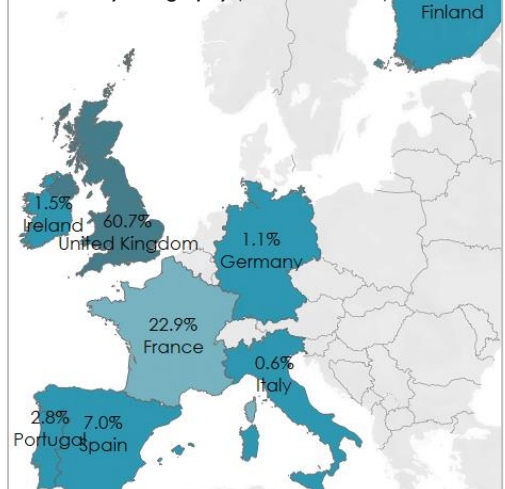 Finland
1.5%
Ireland
60.7%
United Kingdom
1.1%
Germany
22.9%
France
0.6%
Italy
2.8%
Portugal
7.0%
Spain